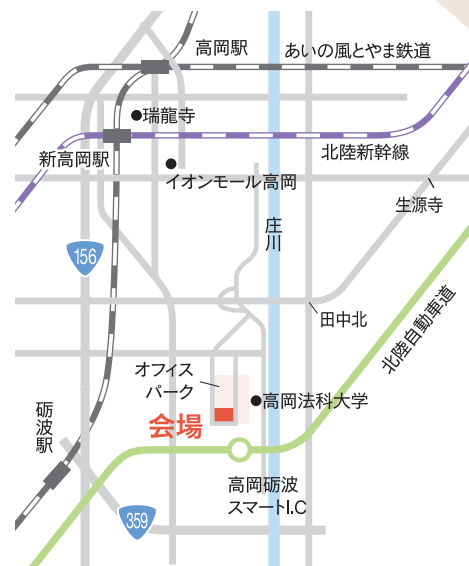 高岡駅
あいの風とやま鉄道
瑞龍寺
新高岡駅
北陸新幹線
イオンモール高岡
生源寺
庄川
156
田中北
北陸自動車道
オフィス
パーク
高岡法科大学
会場
砺波駅
高岡砺波
スマートI.C
359